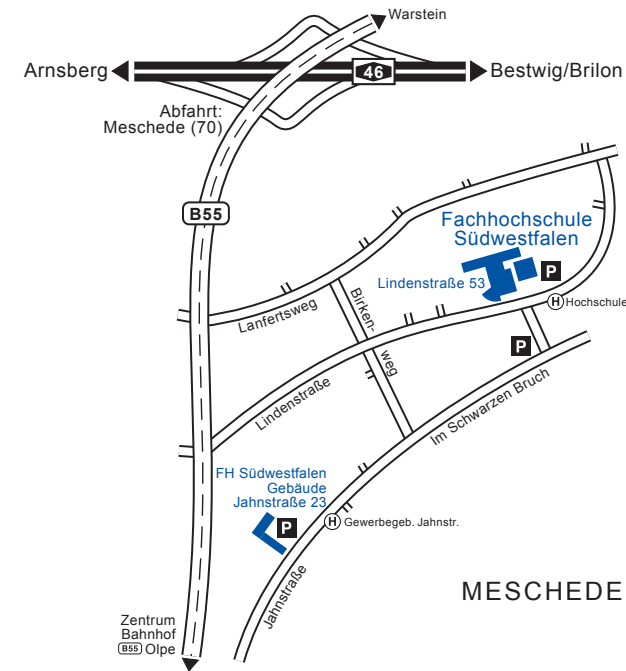 Warstein
Arnsberg
46
Bestwig/Brilon
Abfahrt:
Meschede (70)
B55
Fachhochschule
Südwestfalen
Lindenstraße 53
P
H Hochschule
Lanfertsweg
Birken-
weg
P
Lindenstraße
Im Schwarzen Bruch
FH Südwestfalen
Gebäude
Jahnstraße 23
P
H Gewerbegeb. Jahnstr.
Jahnstraße
MESCHEDE
Zentrum
Bahnhof
B55 Olpe